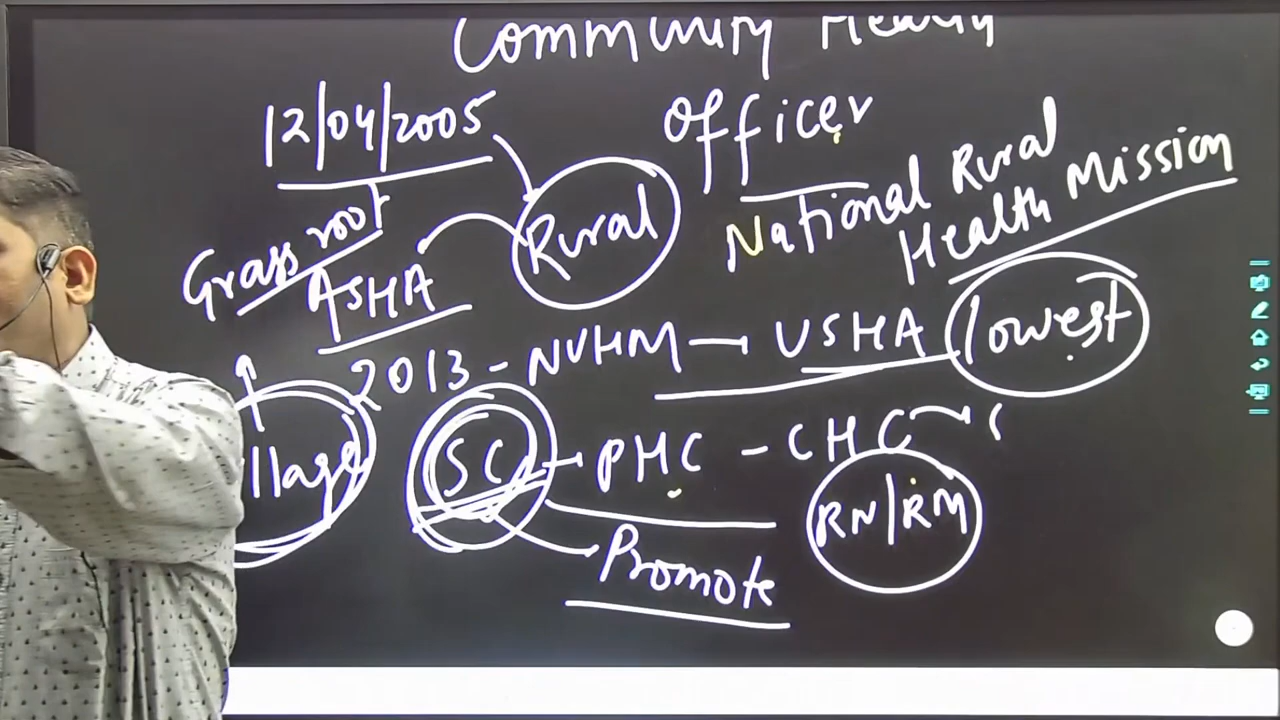 Community Health
Officer
12/04/2005
Rural
National Rural
Health Mission
Grass root
ASHA
2013 - NUHM → USHA lowest
SC → PHC - CHC →
RN/RM
Promote